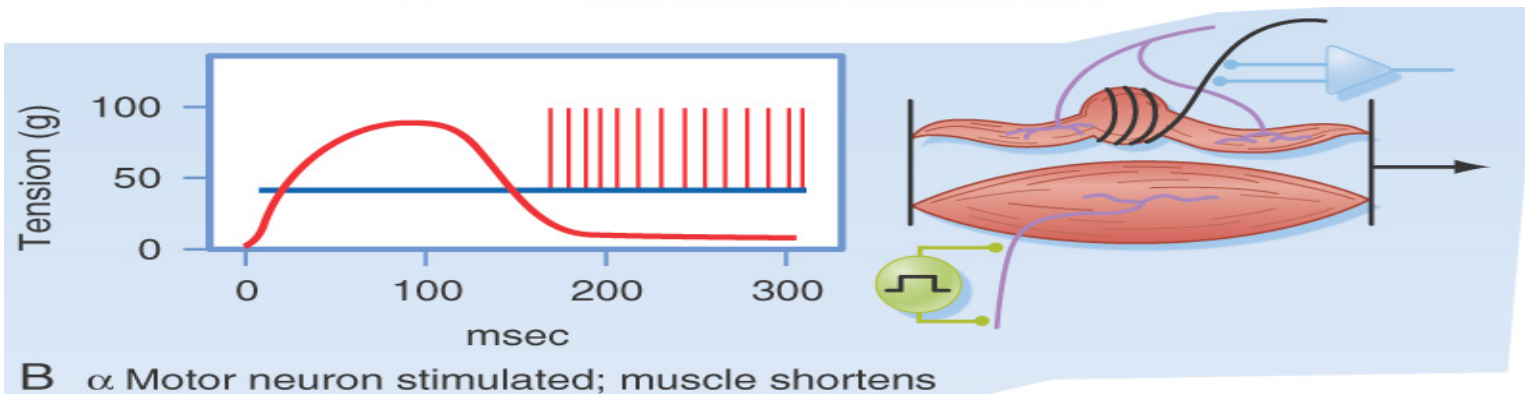 Tension (g)
100
50
0
0 100 200 300
msec
B α Motor neuron stimulated; muscle shortens